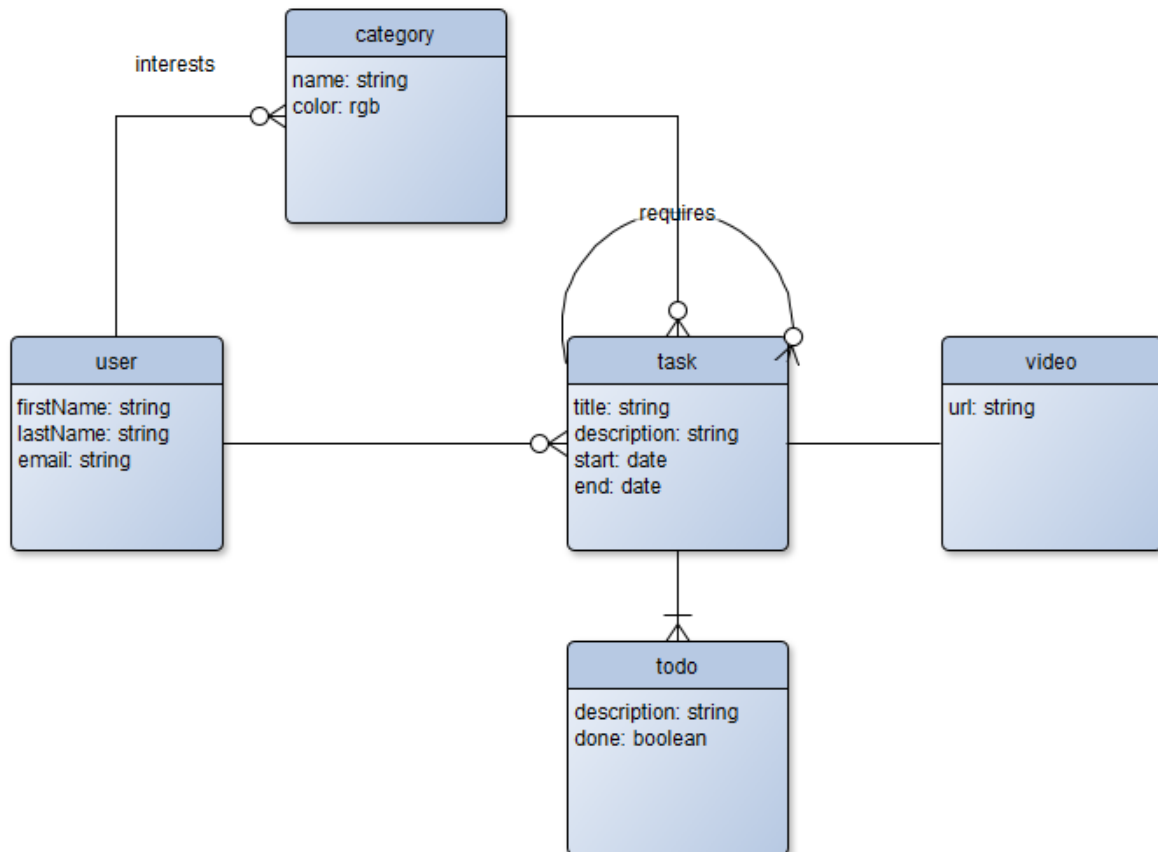 category
interests
name: string
color: rgb
requires
user
firstName: string
lastName: string
email: string
task
title: string
description: string
start: date
end: date
video
url: string
todo
description: string
done: boolean